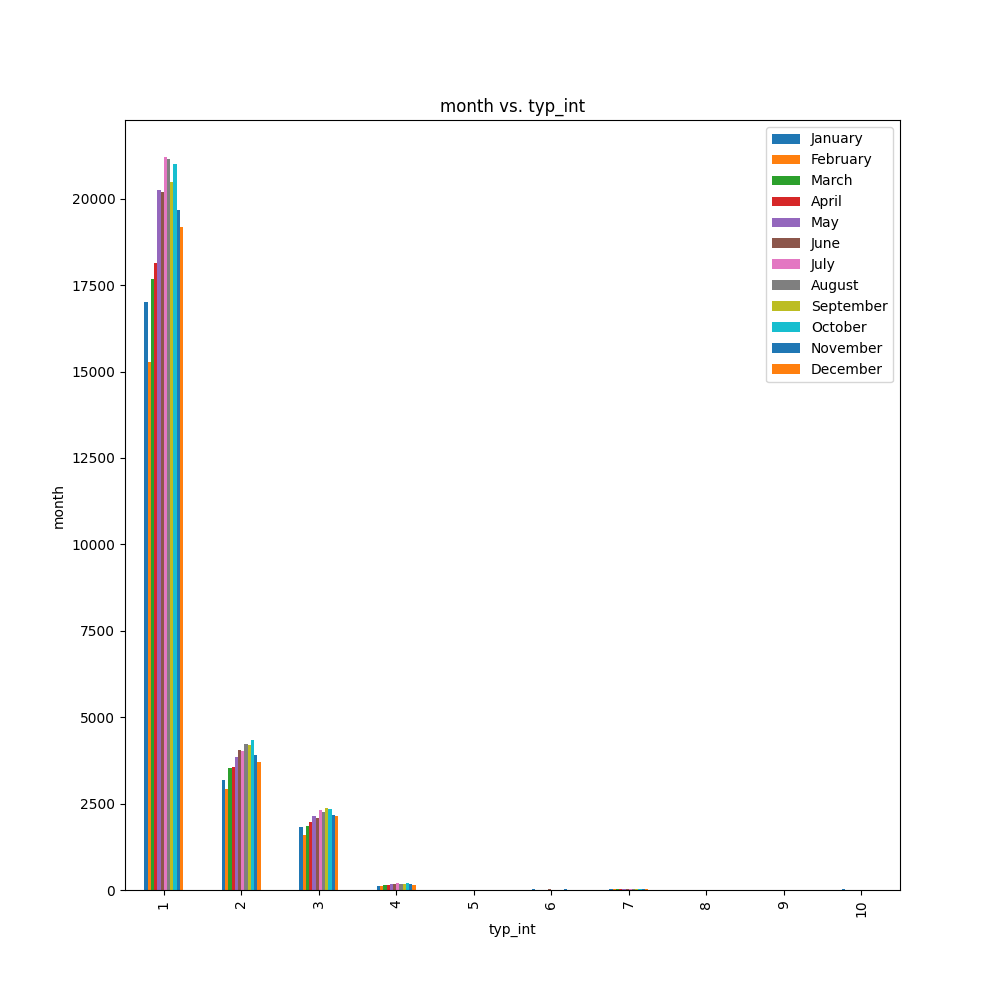 month vs. typ_int
January
February
March
April
May
June
July
August
September
October
November
December
20000
17500
15000
12500
10000
7500
5000
2500
0
month
1 2 3 4 5 6 7 8 9 10
typ_int